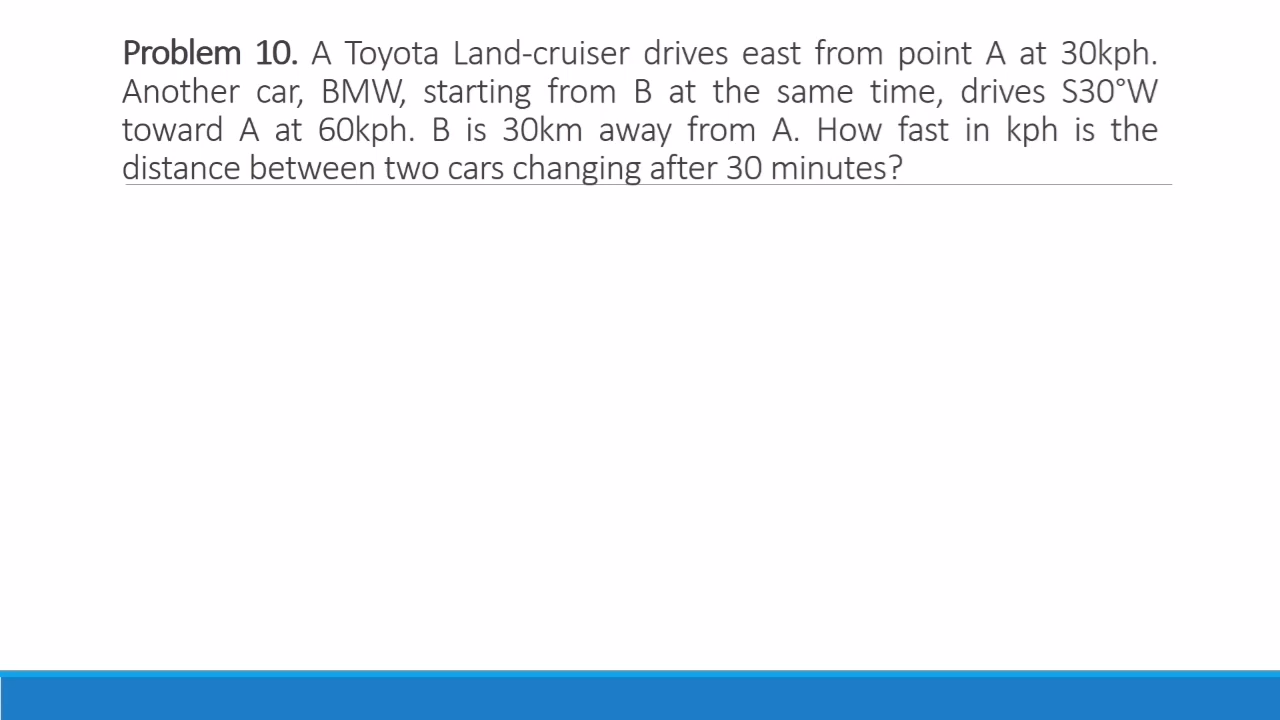 Problem 10. A Toyota Land-cruiser drives east from point A at 30kph.
Another car, BMW, starting from B at the same time, drives S30°W
toward A at 60kph. B is 30km away from A. How fast in kph is the
distance between two cars changing after 30 minutes?